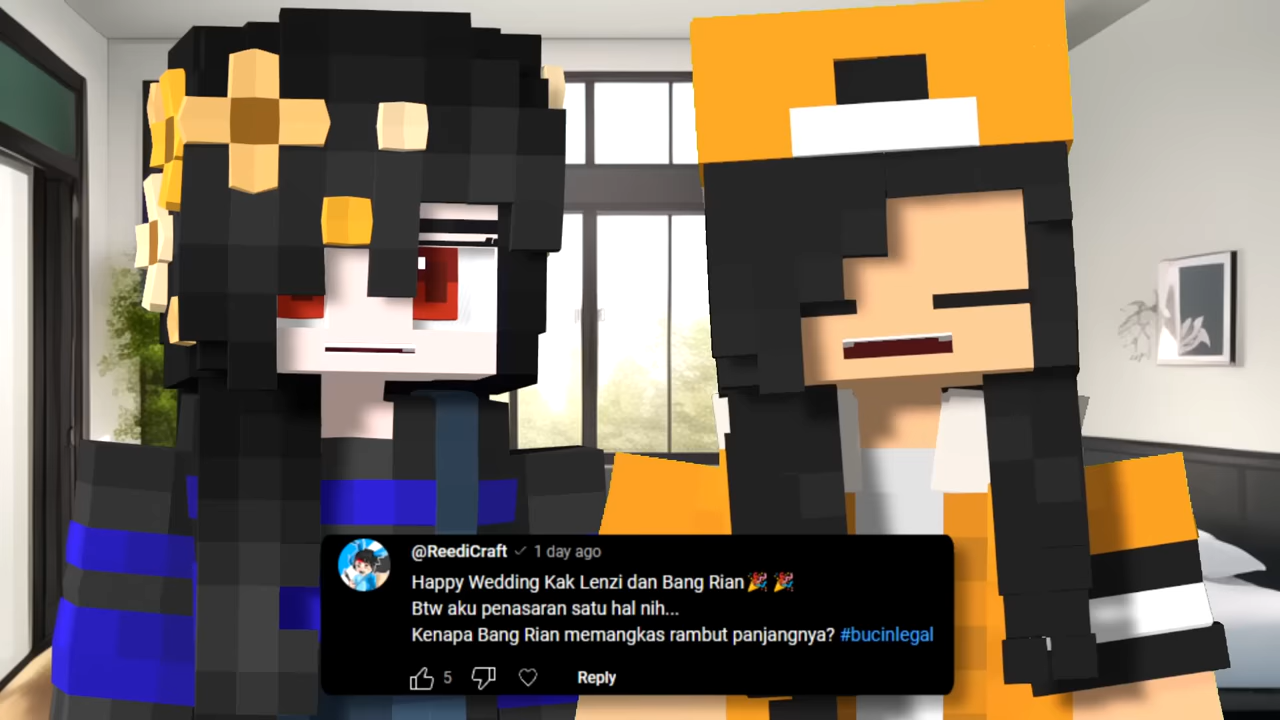 @ReediCraft ✓ 1 day ago
Happy Wedding Kak Lenzi dan Bang Rian🎉 🎉
Btw aku penasaran satu hal nih...
Kenapa Bang Rian memangkas rambut panjangnya? #bucinlegal
5 Reply